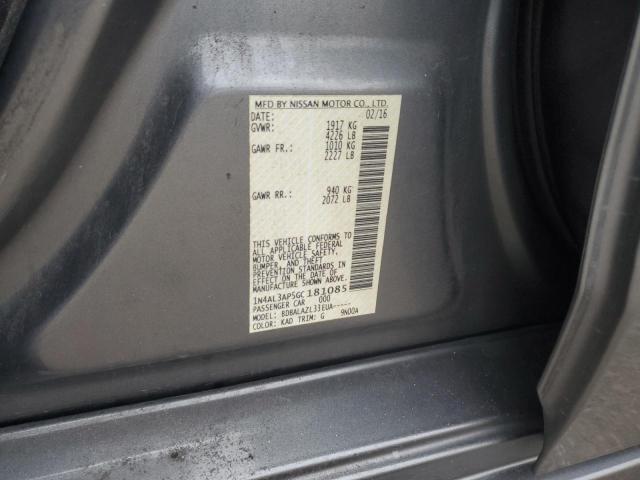 MFD BY NISSAN MOTOR CO., LTD.
DATE: 02/16
GVWR: 1917 KG
4226 LB
GAWR FR.: 1010 KG
2227 LB
GAWR RR.: 940 KG
2072 LB
THIS VEHICLE CONFORMS TO
ALL APPLICABLE FEDERAL
MOTOR VEHICLE SAFETY,
BUMPER, AND THEFT
PREVENTION STANDARDS IN
EFFECT ON THE DATE OF
MANUFACTURE SHOWN ABOVE.
1N4AL3AP5GC181085
PASSENGER CAR 000
MODEL: BDBALAZL33EUA-----
COLOR: KAD TRIM: G 9N00A